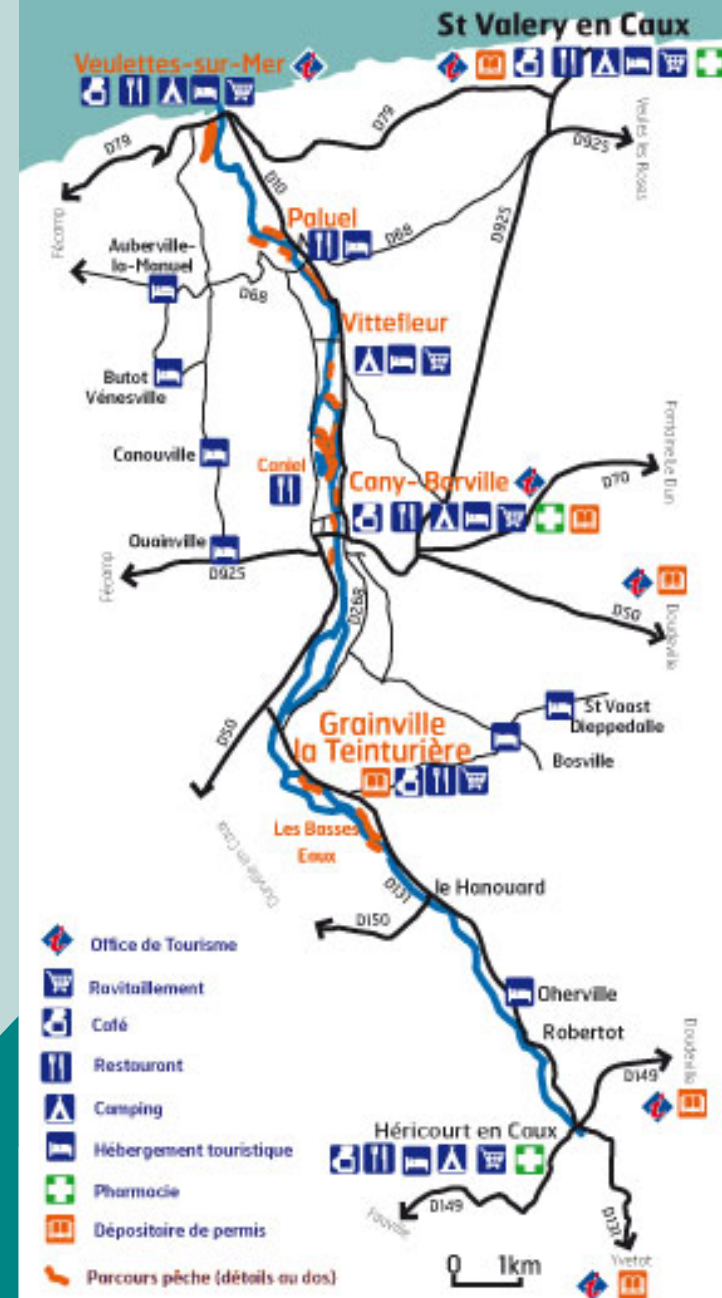 St Valery en Caux
Veulettes-sur-Mer
D79
D79
D925
Veules les Roses
Fécamp
D10
Paluel
D68
D925
Auberville-
la-Manuel
D68
Vittefleur
Butot
Vénesville
Canouville
Caniel
Cany-Barville
D70
Fontaine le Dun
Ouainville
D925
Fécamp
D268
D50
Doudeville
D50
St Vaast
Dieppedalle
Grainville
la Teinturière
Bosville
Les Basses
Eaux
D131
le Hanouard
D150
Office de Tourisme
Ravitaillement
Café
Restaurant
Camping
Hébergement touristique
Pharmacie
Dépositaire de permis
Parcours pêche (détails au dos)
Oherville
Robertot
Doudeville
D149
Héricourt en Caux
D149
Fauville
D131
Yvetot
0 1km